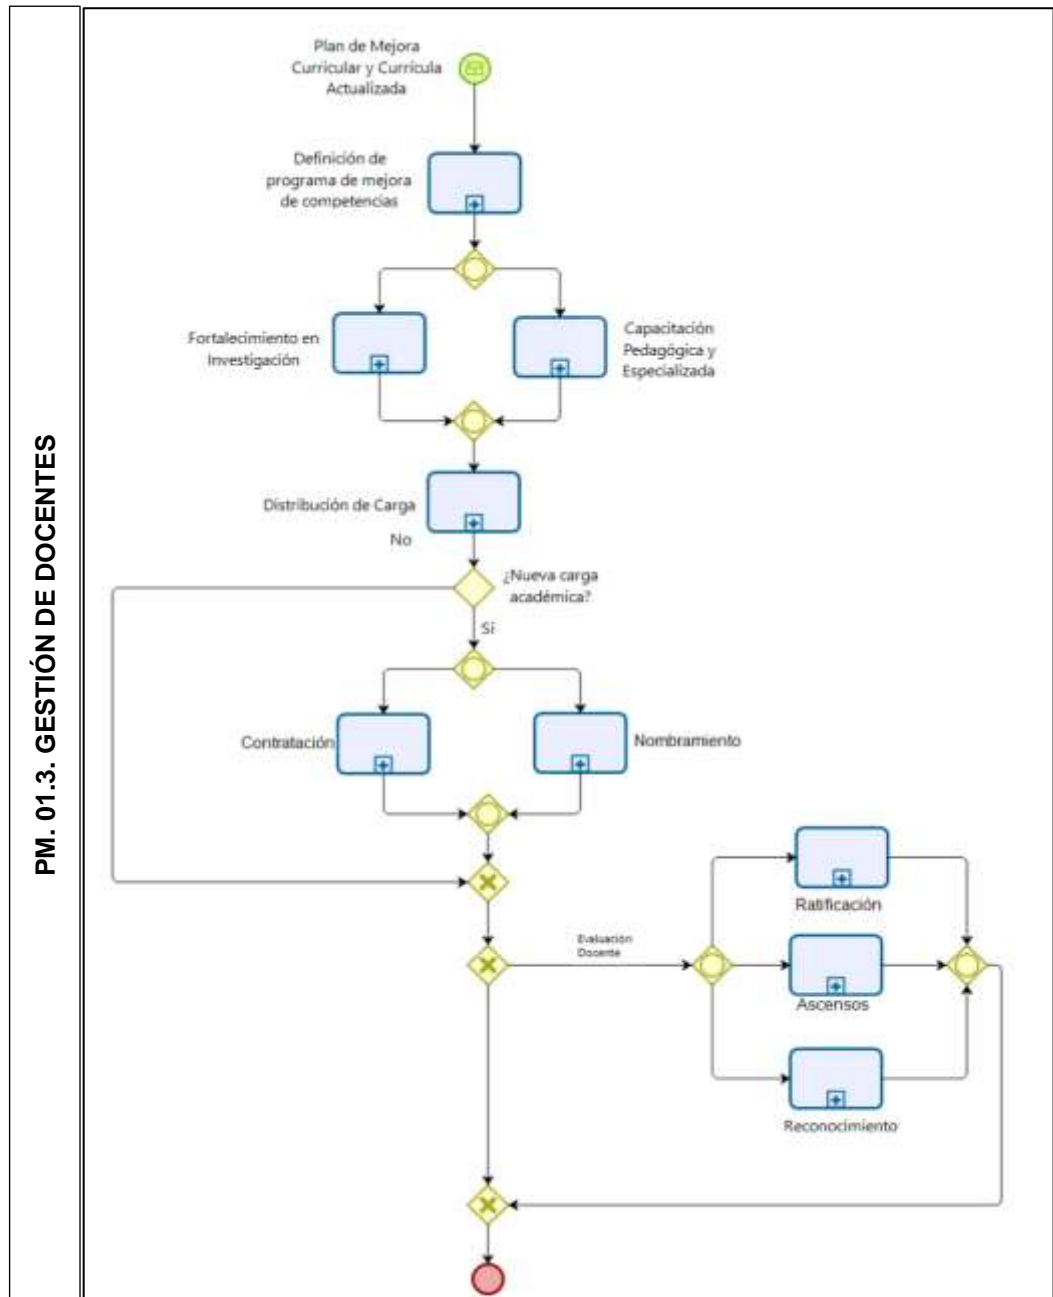 PM. 01.3. GESTIÓN DE DOCENTES
Plan de Mejora
Curricular y Currícula
Actualizada
Definición de
programa de mejora
de competencias
Fortalecimiento en
Investigación
Capacitación
Pedagógica y
Especializada
Distribución de Carga
No
¿Nueva carga
académica?
Sí
Contratación
Nombramiento
Ratificación
Evaluación
Docente
Ascensos
Reconocimiento